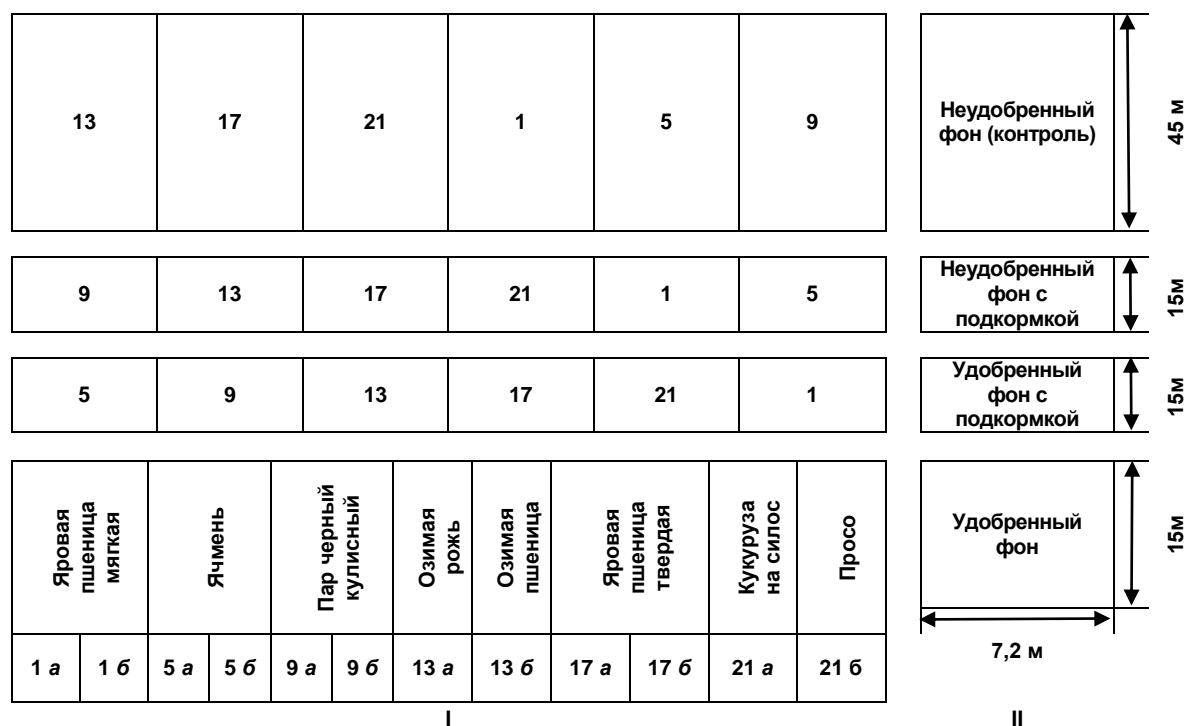 13 17 21 1 5 9
Неудобренный
фон (контроль)
45 м
9 13 17 21 1 5
Неудобренный
фон с
подкормкой
15м
5 9 13 17 21 1
Удобренный
фон с
подкормкой
15м
Яровая
пшеница
мягкая
Ячмень
Пар черный
кулисный
Озимая
рожь
Озимая
пшеница
Яровая
пшеница
твердая
Кукуруза
на силос
Просо
Удобренный
фон
15м
1 а 1 б 5 а 5 б 9 а 9 б 13 а 13 б 17 а 17 б 21 а 21 б
7,2 м
I II